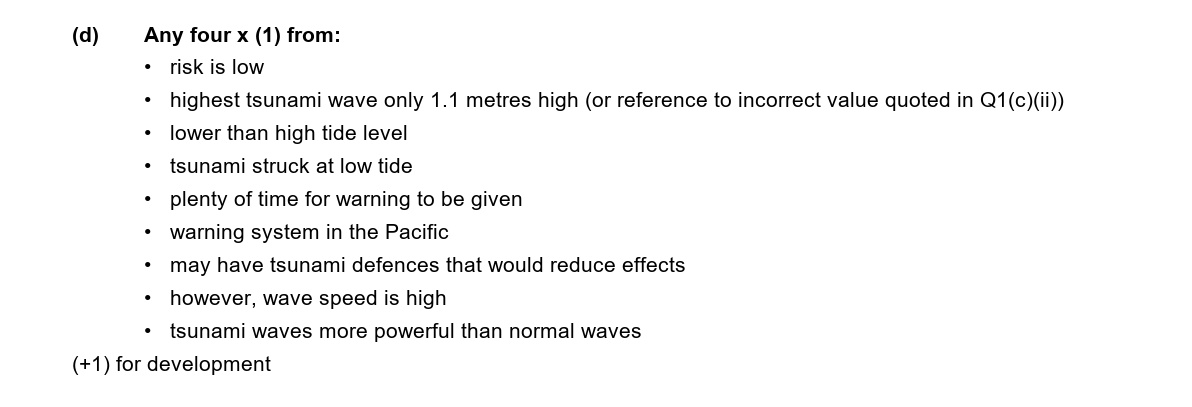 (d) Any four x (1) from:
• risk is low
• highest tsunami wave only 1.1 metres high (or reference to incorrect value quoted in Q1(c)(ii))
• lower than high tide level
• tsunami struck at low tide
• plenty of time for warning to be given
• warning system in the Pacific
• may have tsunami defences that would reduce effects
• however, wave speed is high
• tsunami waves more powerful than normal waves
(+1) for development